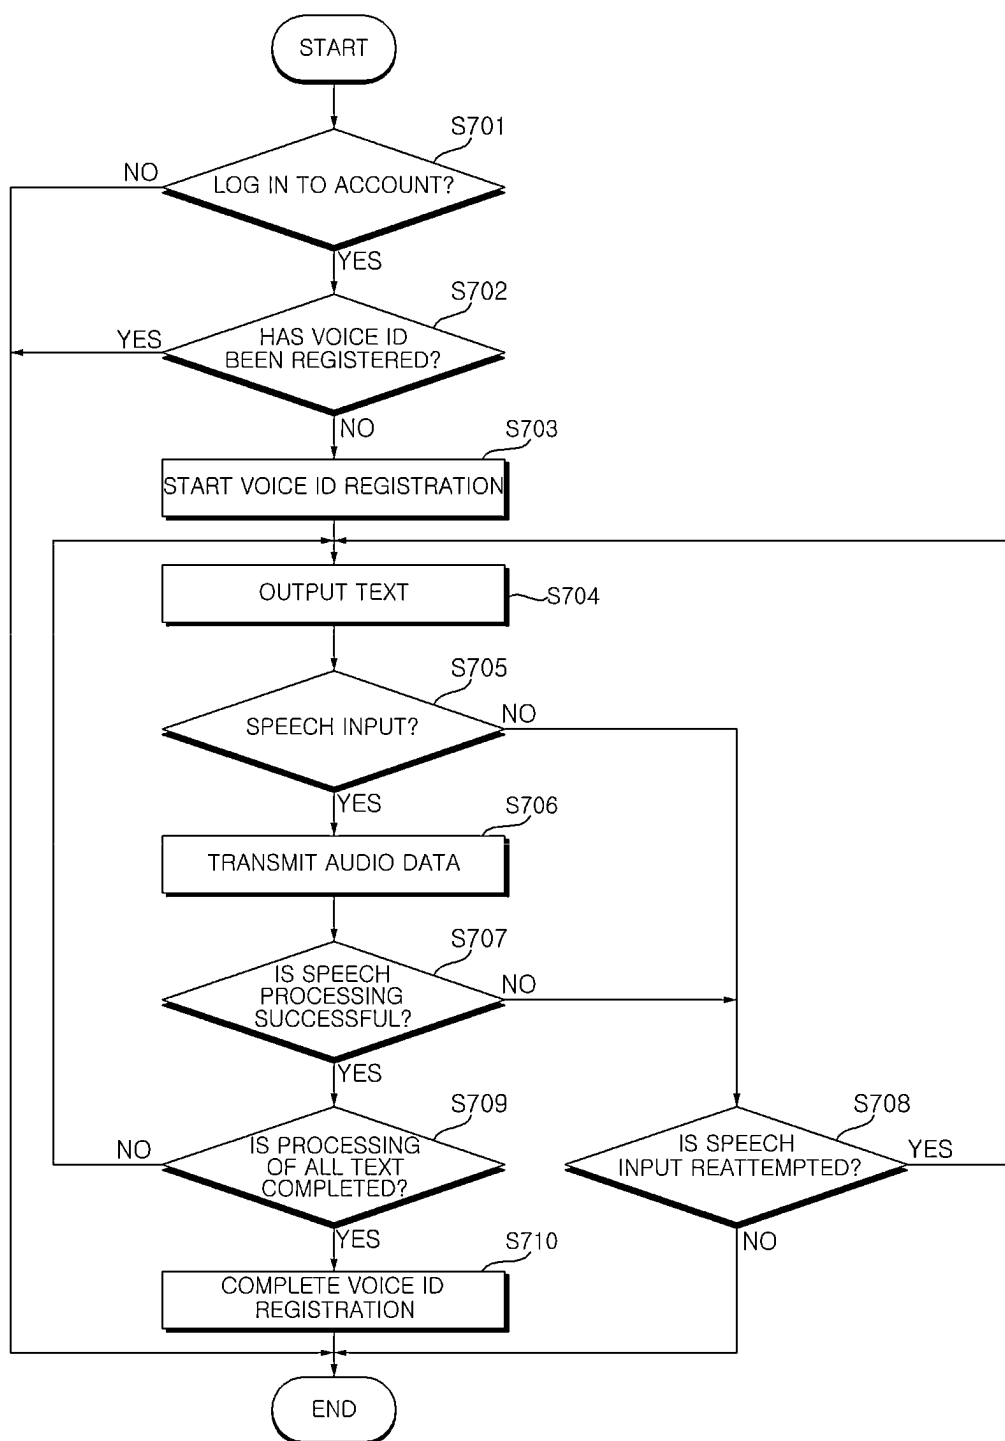 START
S701
NO
LOG IN TO ACCOUNT?
YES
S702
YES
HAS VOICE ID
BEEN REGISTERED?
NO
S703
START VOICE ID REGISTRATION
OUTPUT TEXT
S704
S705
NO
SPEECH INPUT?
YES
S706
TRANSMIT AUDIO DATA
S707
IS SPEECH
PROCESSING
SUCCESSFUL?
NO
YES
S709
NO
IS PROCESSING
OF ALL TEXT
COMPLETED?
YES
S708
IS SPEECH
INPUT REATTEMPTED?
YES
NO
S710
COMPLETE VOICE ID
REGISTRATION
END